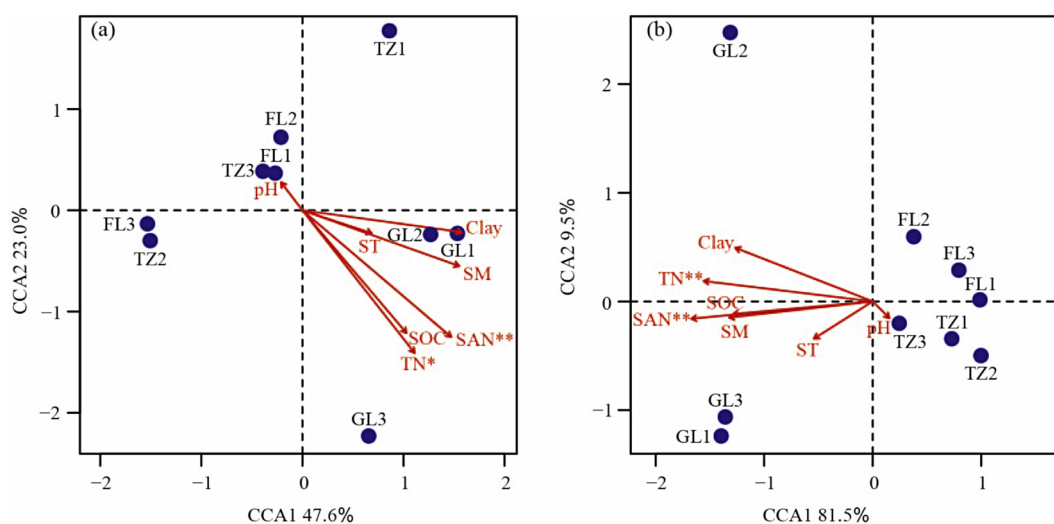 (a)
TZ1
FL2
FL1
TZ3
pH
FL3
TZ2
Clay
GL2
GL1
ST
SM
SOC
SAN**
TN*
GL3
1
0
−1
−2
CCA2 23.0%
−2
−1
0
1
2
CCA1 47.6%
(b)
GL2
FL2
Clay
FL3
TN**
FL1
SOC
SAN**
SM
pH
TZ1
TZ3
ST
TZ2
GL3
GL1
2
1
0
−1
CCA2 9.5%
−2
−1
0
1
CCA1 81.5%